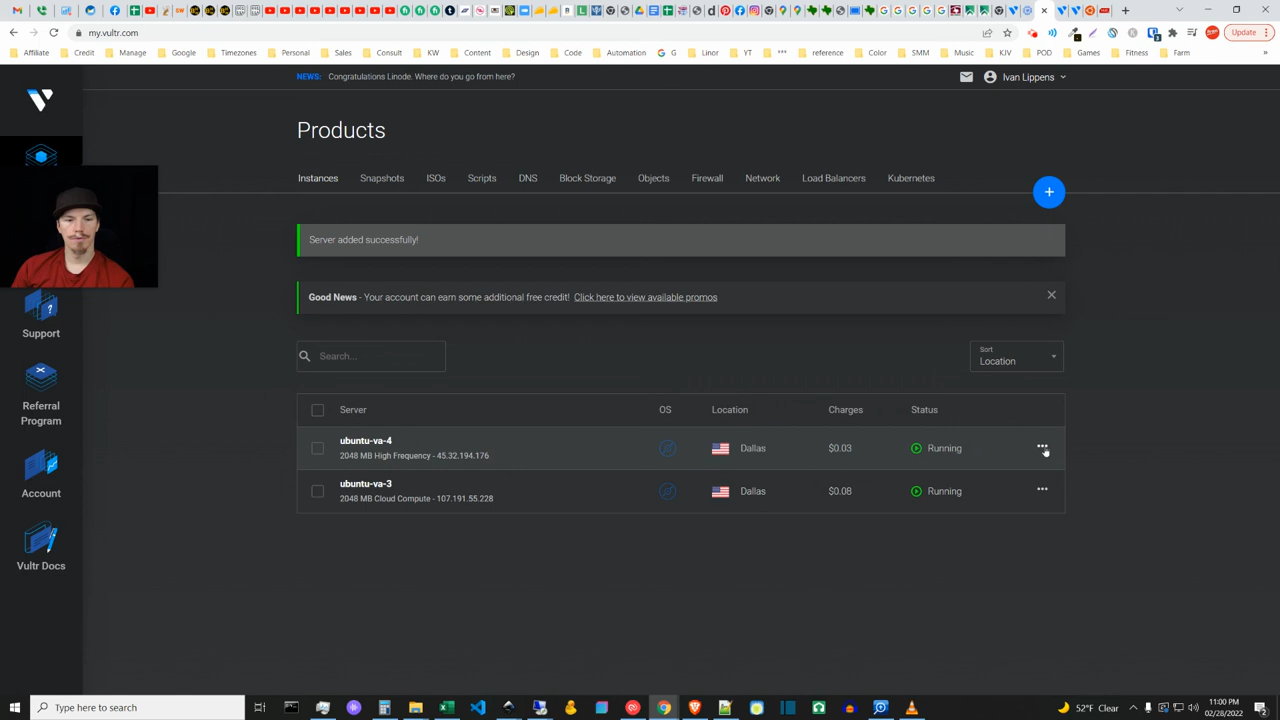 my.vultr.com
Update
Affiliate Credit Manage Google Timezones Personal Sales Consult KW Content Design Code Automation G Linor YT *** reference Color SMM Music KJV POD Games Fitness Farm »
NEWS: Congratulations Linode. Where do you go from here?
Ivan Lippens
Products
Instances Snapshots ISOs Scripts DNS Block Storage Objects Firewall Network Load Balancers Kubernetes
+
Server added successfully!
Good News - Your account can earn some additional free credit! Click here to view available promos
Search...
Sort
Location
Server OS Location Charges Status
ubuntu-va-4
2048 MB High Frequency - 45.32.194.176
Dallas $0.03 Running
ubuntu-va-3
2048 MB Cloud Compute - 107.191.55.228
Dallas $0.08 Running
Support
Referral
Program
Account
Vultr Docs
Type here to search
52°F Clear
11:00 PM
02/28/2022